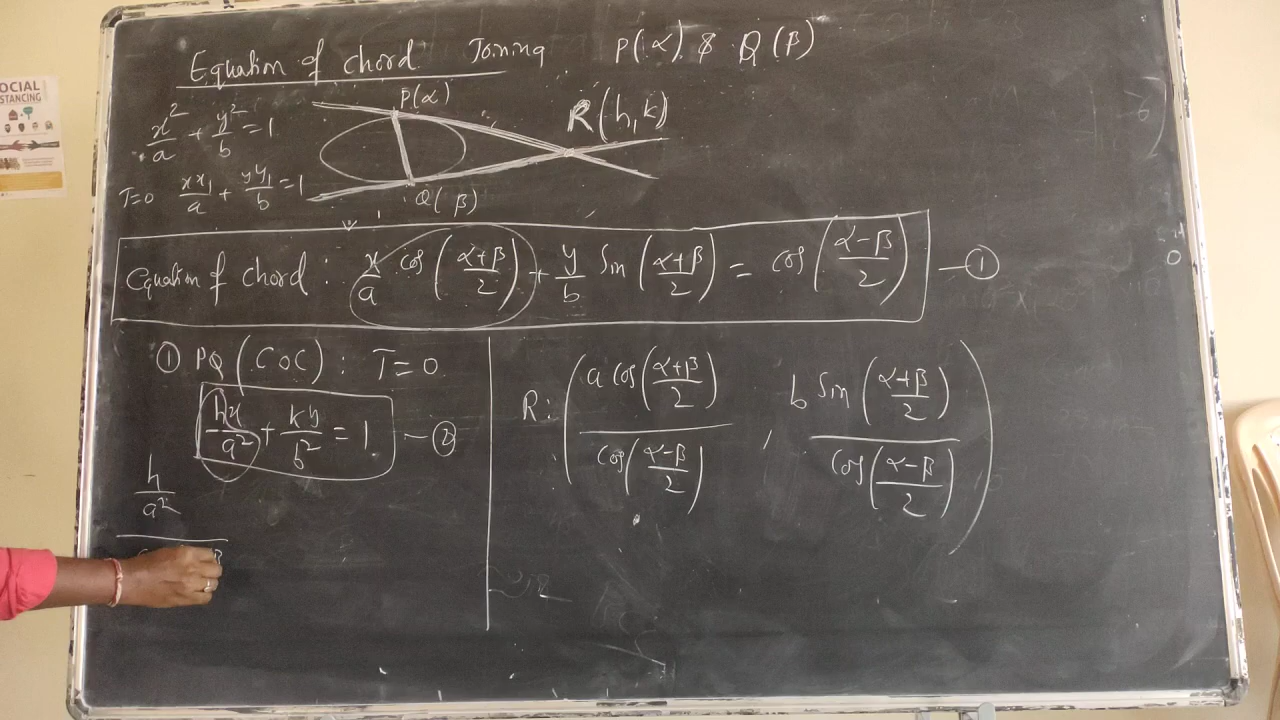 Equation of chord Joining P(α) & Q(β)
SOCIAL
DISTANCING
P(α)
x²/a + y²/b = 1
R(h,k)
T=0 xx₁/a + yy₁/b = 1
Q(β)
Equation of chord : x/a cos((α+β)/2) + y/b Sin((α+β)/2) = cos((α-β)/2) — ①
① PQ (COC) : T=0
hx/a² + ky/b² = 1 — ②
R: (a cos((α+β)/2) / cos((α-β)/2) , b Sin((α+β)/2) / cos((α-β)/2))
h/a²